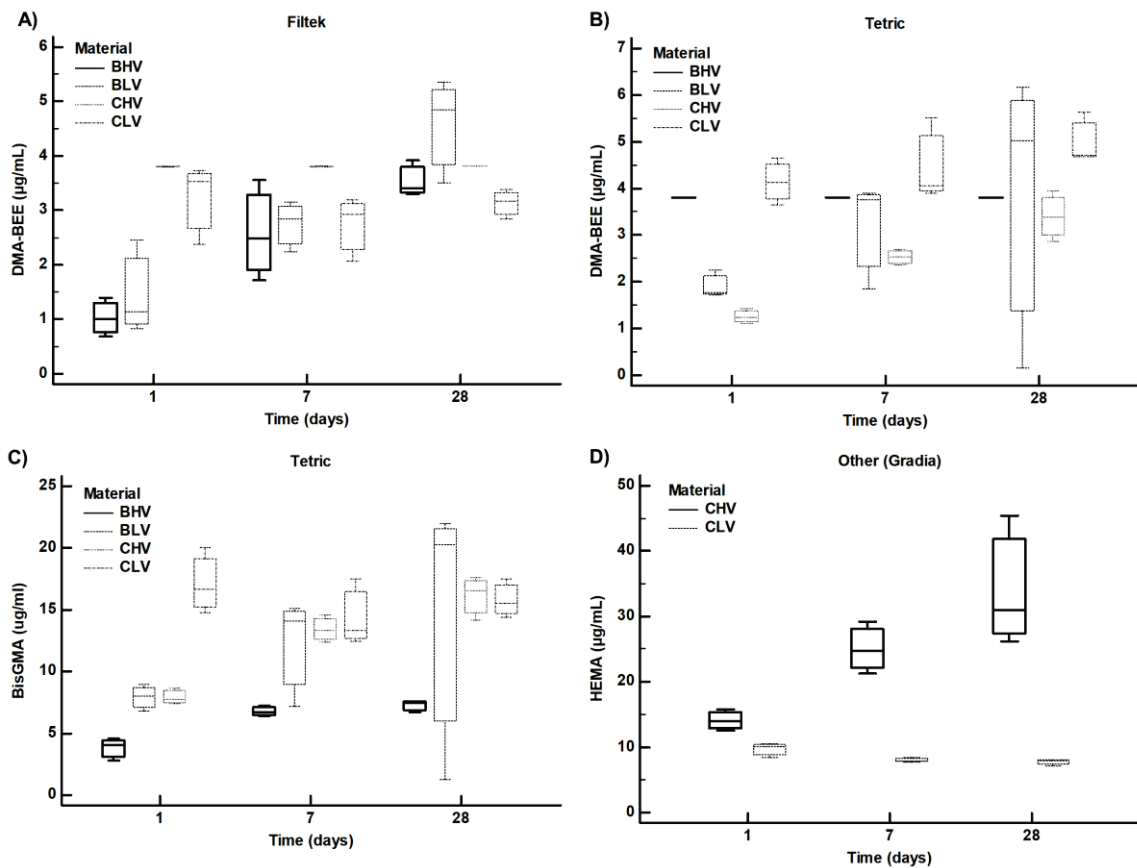 A)
Filtek
Material
BHV
BLV
CHV
CLV
6
5
4
3
2
1
0
DMA-BEE (µg/mL)
1 7 28
Time (days)
B)
Tetric
Material
BHV
BLV
CHV
CLV
7
6
5
4
3
2
1
0
DMA-BEE (µg/mL)
1 7 28
Time (days)
C)
Tetric
Material
BHV
BLV
CHV
CLV
25
20
15
10
5
0
BisGMA (ug/ml)
1 7 28
Time (days)
D)
Other (Gradia)
Material
CHV
CLV
50
40
30
20
10
0
HEMA (µg/mL)
1 7 28
Time (days)